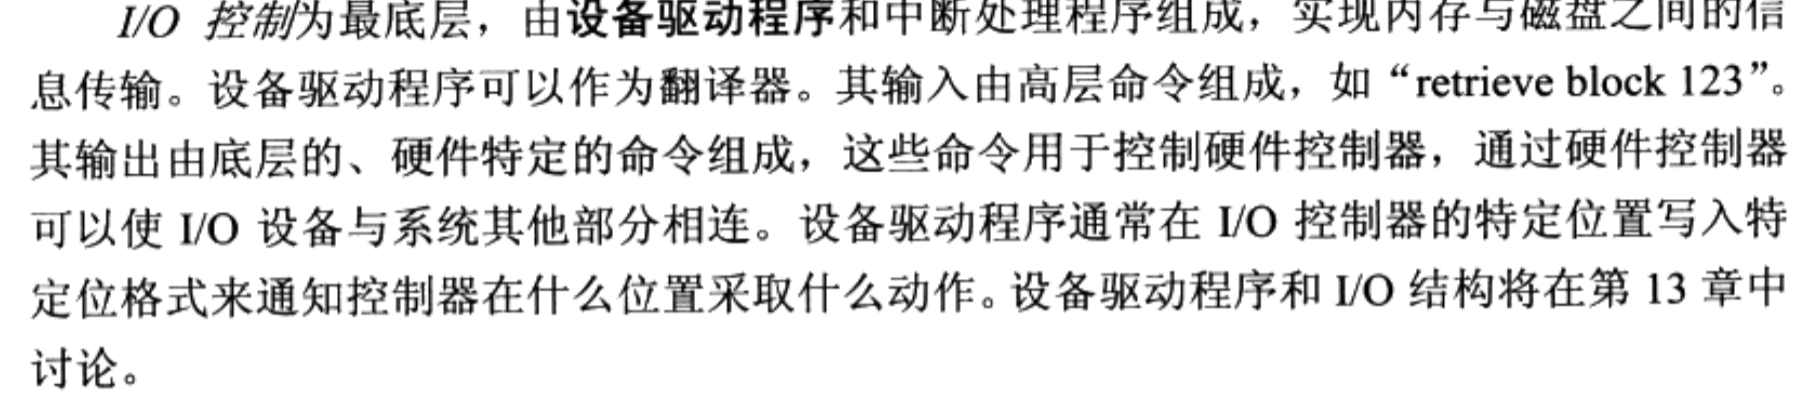 I/O 控制为最底层，由设备驱动程序和中断处理程序组成，实现内存与磁盘之间的信
息传输。设备驱动程序可以作为翻译器。其输入由高层命令组成，如“retrieve block 123”。
其输出由底层的、硬件特定的命令组成，这些命令用于控制硬件控制器，通过硬件控制器
可以使 I/O 设备与系统其他部分相连。设备驱动程序通常在 I/O 控制器的特定位置写入特
定位格式来通知控制器在什么位置采取什么动作。设备驱动程序和 I/O 结构将在第 13 章中
讨论。